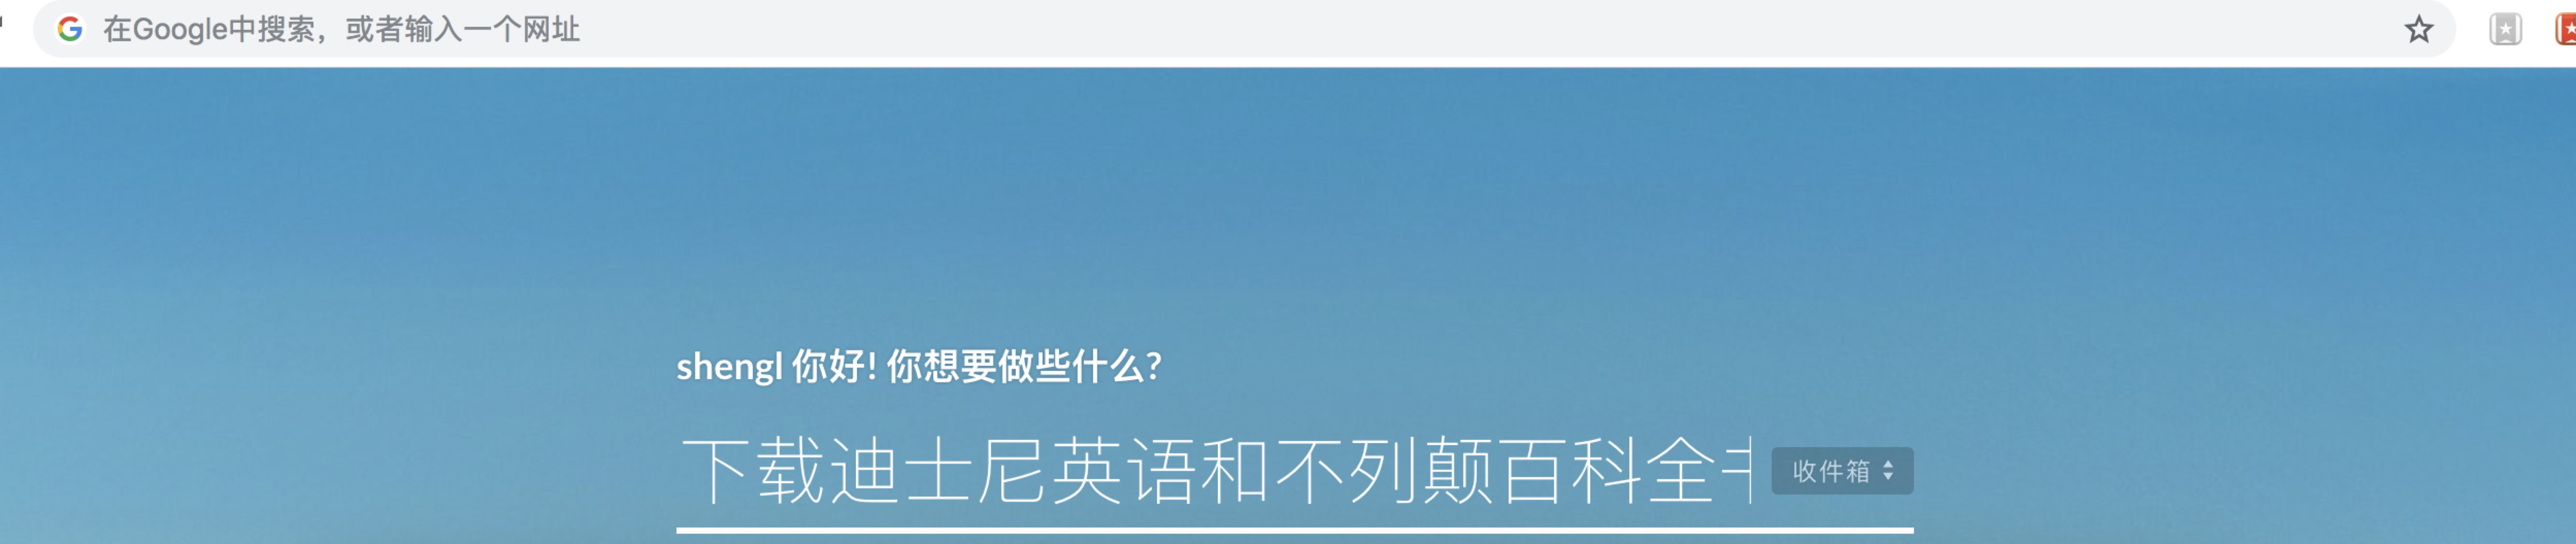 在Google中搜索，或者输入一个网址
shengl 你好! 你想要做些什么?
下载迪士尼英语和不列颠百科全
收件箱